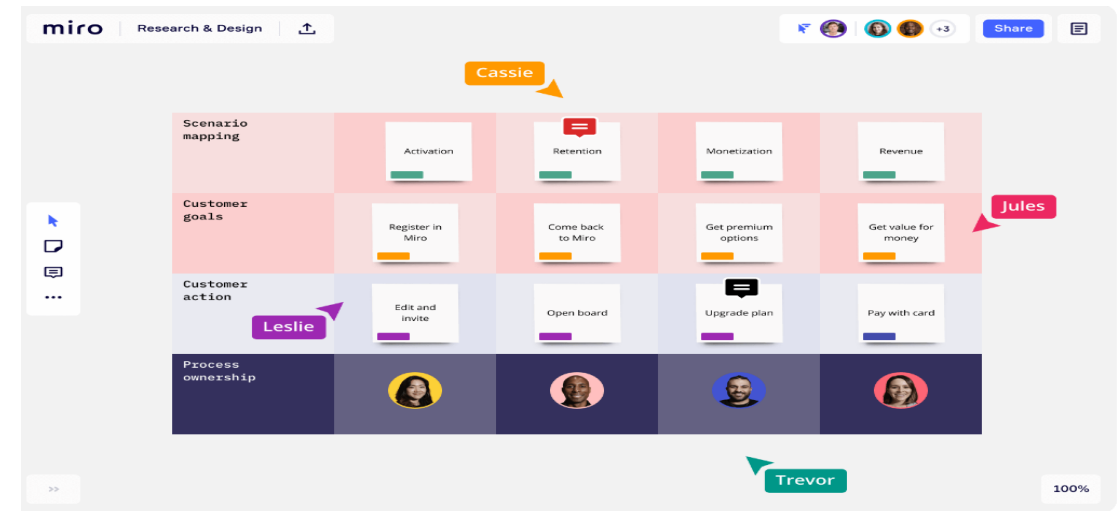 miro
Research & Design
+3
Share
Cassie
Scenario
mapping
Activation
Retention
Monetization
Revenue
Customer
goals
Register in
Miro
Come back
to Miro
Get premium
options
Get value for
money
Jules
Customer
action
Edit and
invite
Open board
Upgrade plan
Pay with card
Leslie
Process
ownership
Trevor
>>
100%